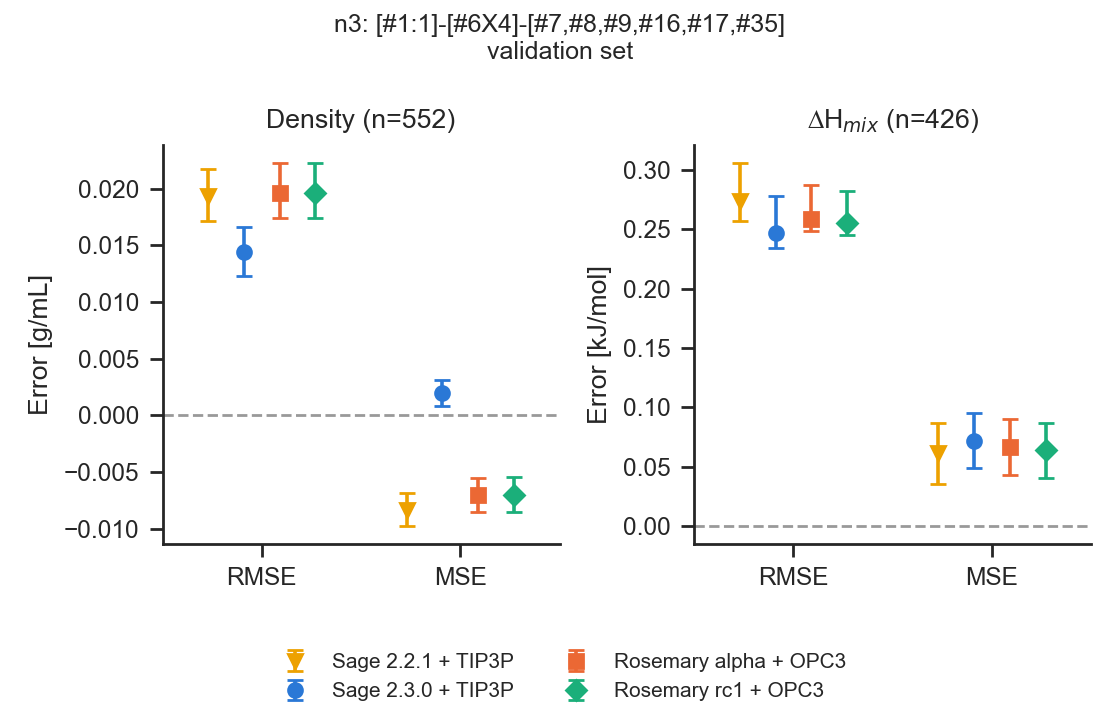 n3: [#1:1]-[#6X4]-[#7,#8,#9,#16,#17,#35]
validation set
Density (n=552)
ΔH_mix (n=426)
Error [g/mL]
0.020
0.015
0.010
0.005
0.000
−0.005
−0.010
RMSE
MSE
Error [kJ/mol]
0.30
0.25
0.20
0.15
0.10
0.05
0.00
RMSE
MSE
Sage 2.2.1 + TIP3P
Sage 2.3.0 + TIP3P
Rosemary alpha + OPC3
Rosemary rc1 + OPC3